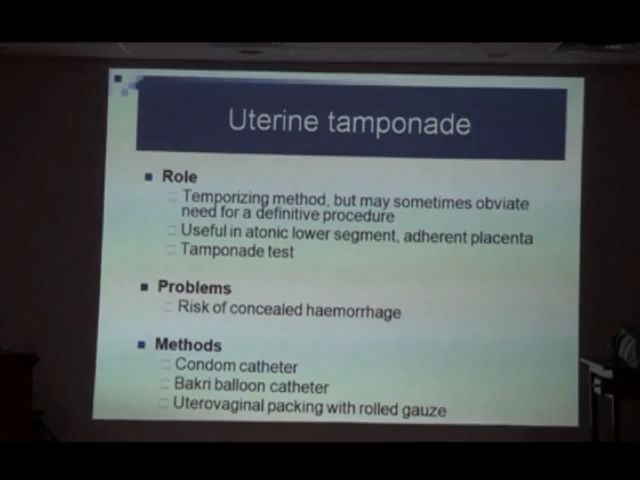 Uterine tamponade
Role
Temporizing method, but may sometimes obviate
need for a definitive procedure
Useful in atonic lower segment, adherent placenta
Tamponade test
Problems
Risk of concealed haemorrhage
Methods
Condom catheter
Bakri balloon catheter
Uterovaginal packing with rolled gauze